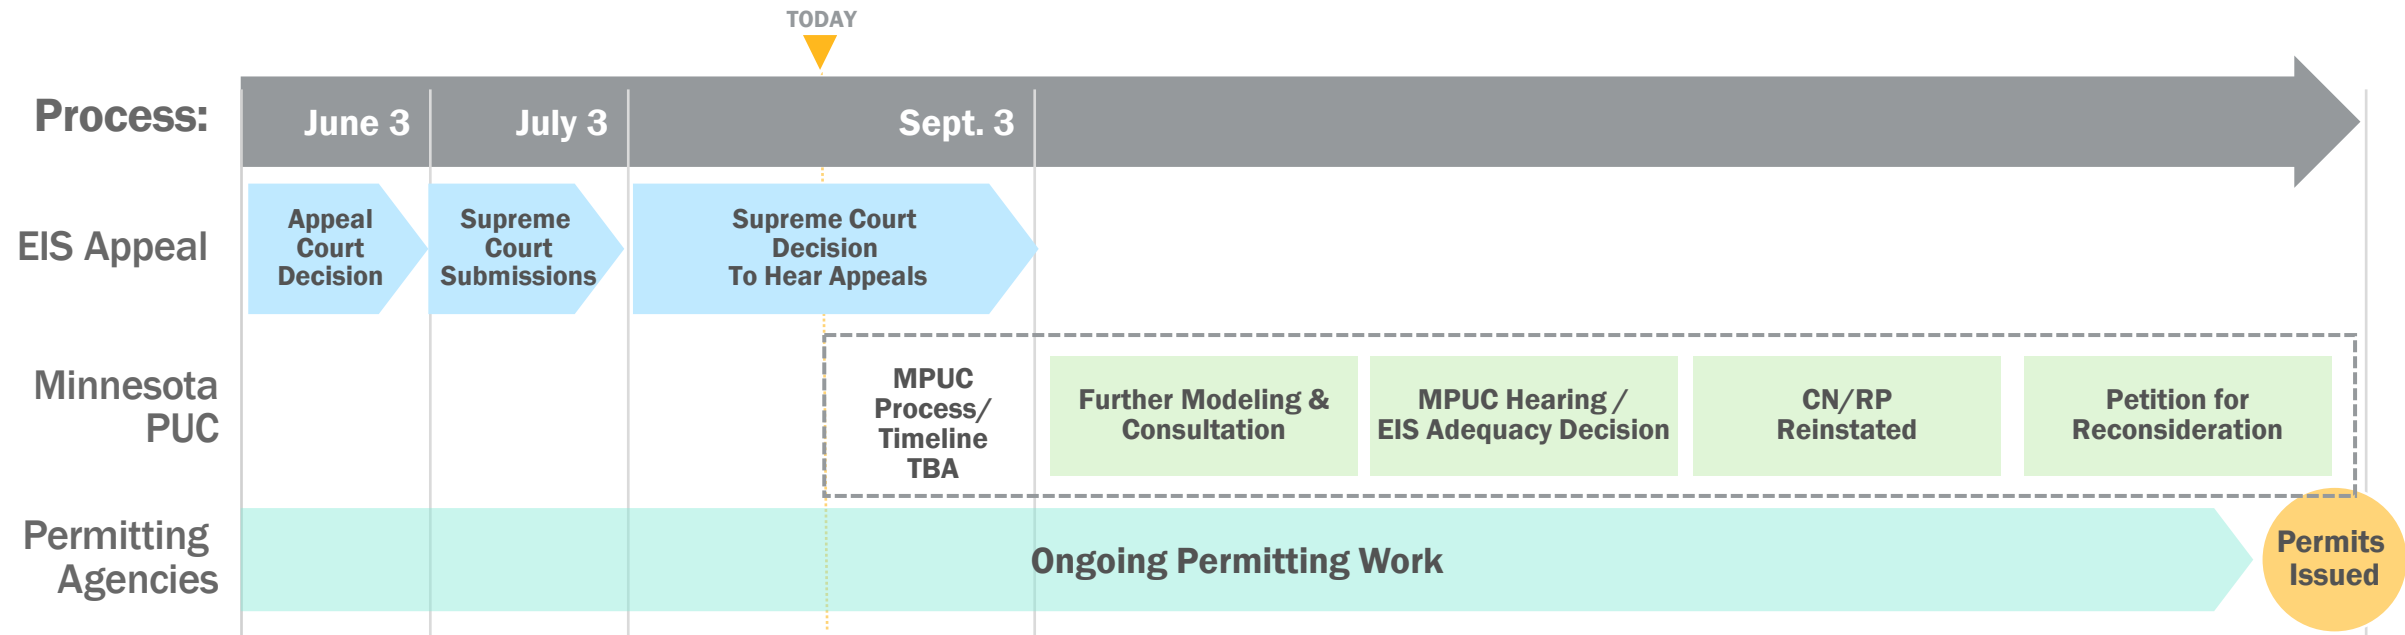 TODAY
Process:
June 3
July 3
Sept. 3
EIS Appeal
Appeal
Court
Decision
Supreme
Court
Submissions
Supreme Court
Decision
To Hear Appeals
Minnesota
PUC
MPUC
Process/
Timeline
TBA
Further Modeling &
Consultation
MPUC Hearing /
EIS Adequacy Decision
CN/RP
Reinstated
Petition for
Reconsideration
Permitting
Agencies
Ongoing Permitting Work
Permits
Issued